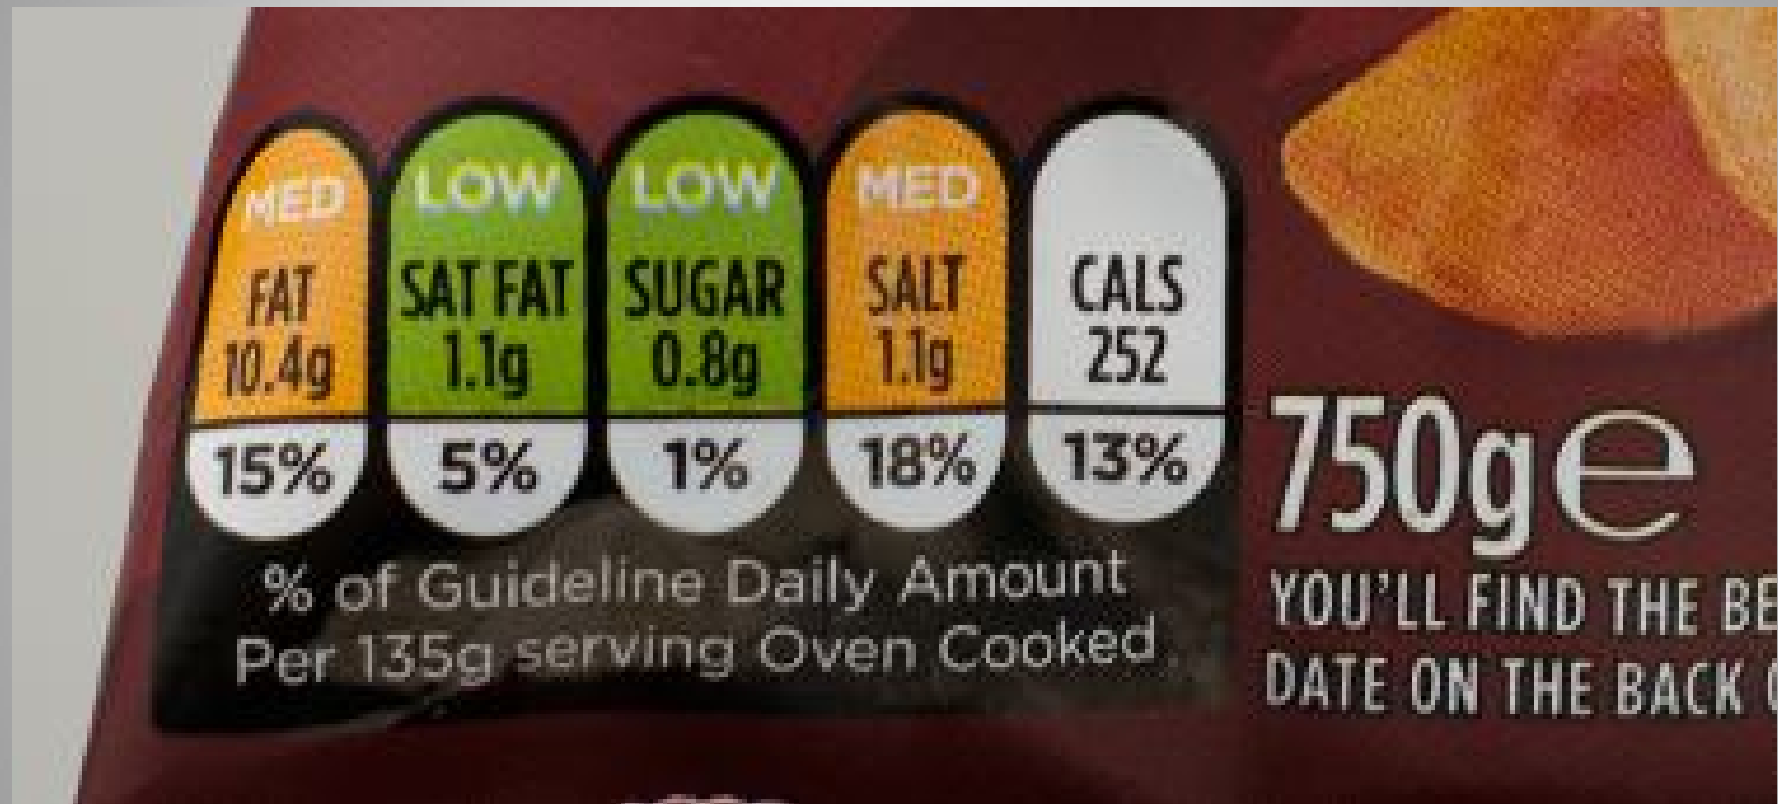 MED LOW LOW MED
FAT SAT FAT SUGAR SALT CALS
10.4g 1.1g 0.8g 1.1g 252
15% 5% 1% 18% 13%
% of Guideline Daily Amount
Per 135g serving Oven Cooked
750g e
YOU'LL FIND THE BE
DATE ON THE BACK